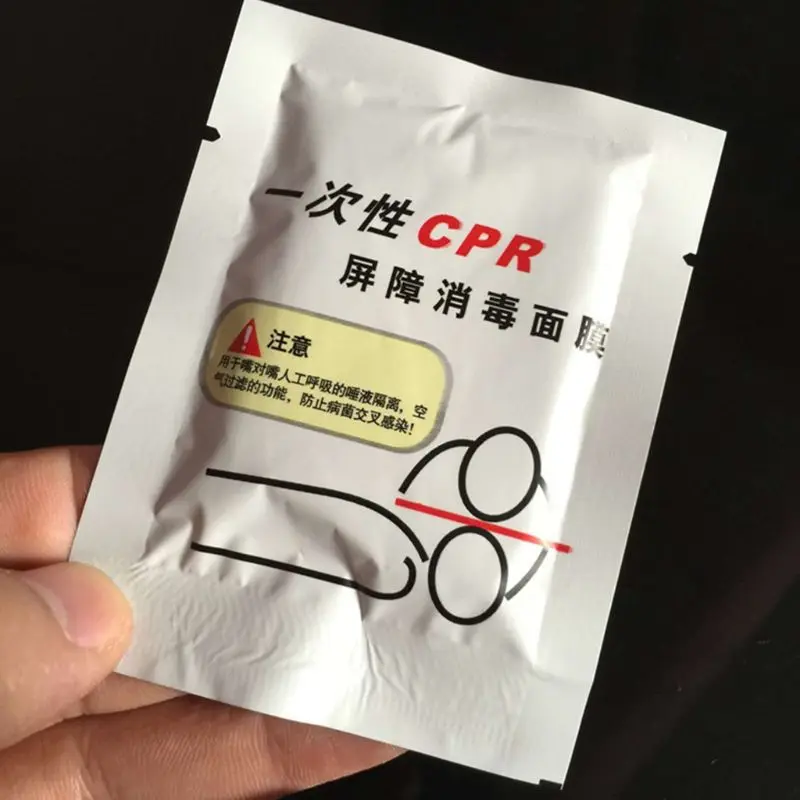 一次性CPR
屏障消毒面膜
注意
用于嘴对嘴人工呼吸的唾液隔离，空
气过滤的功能，防止病菌交叉感染！